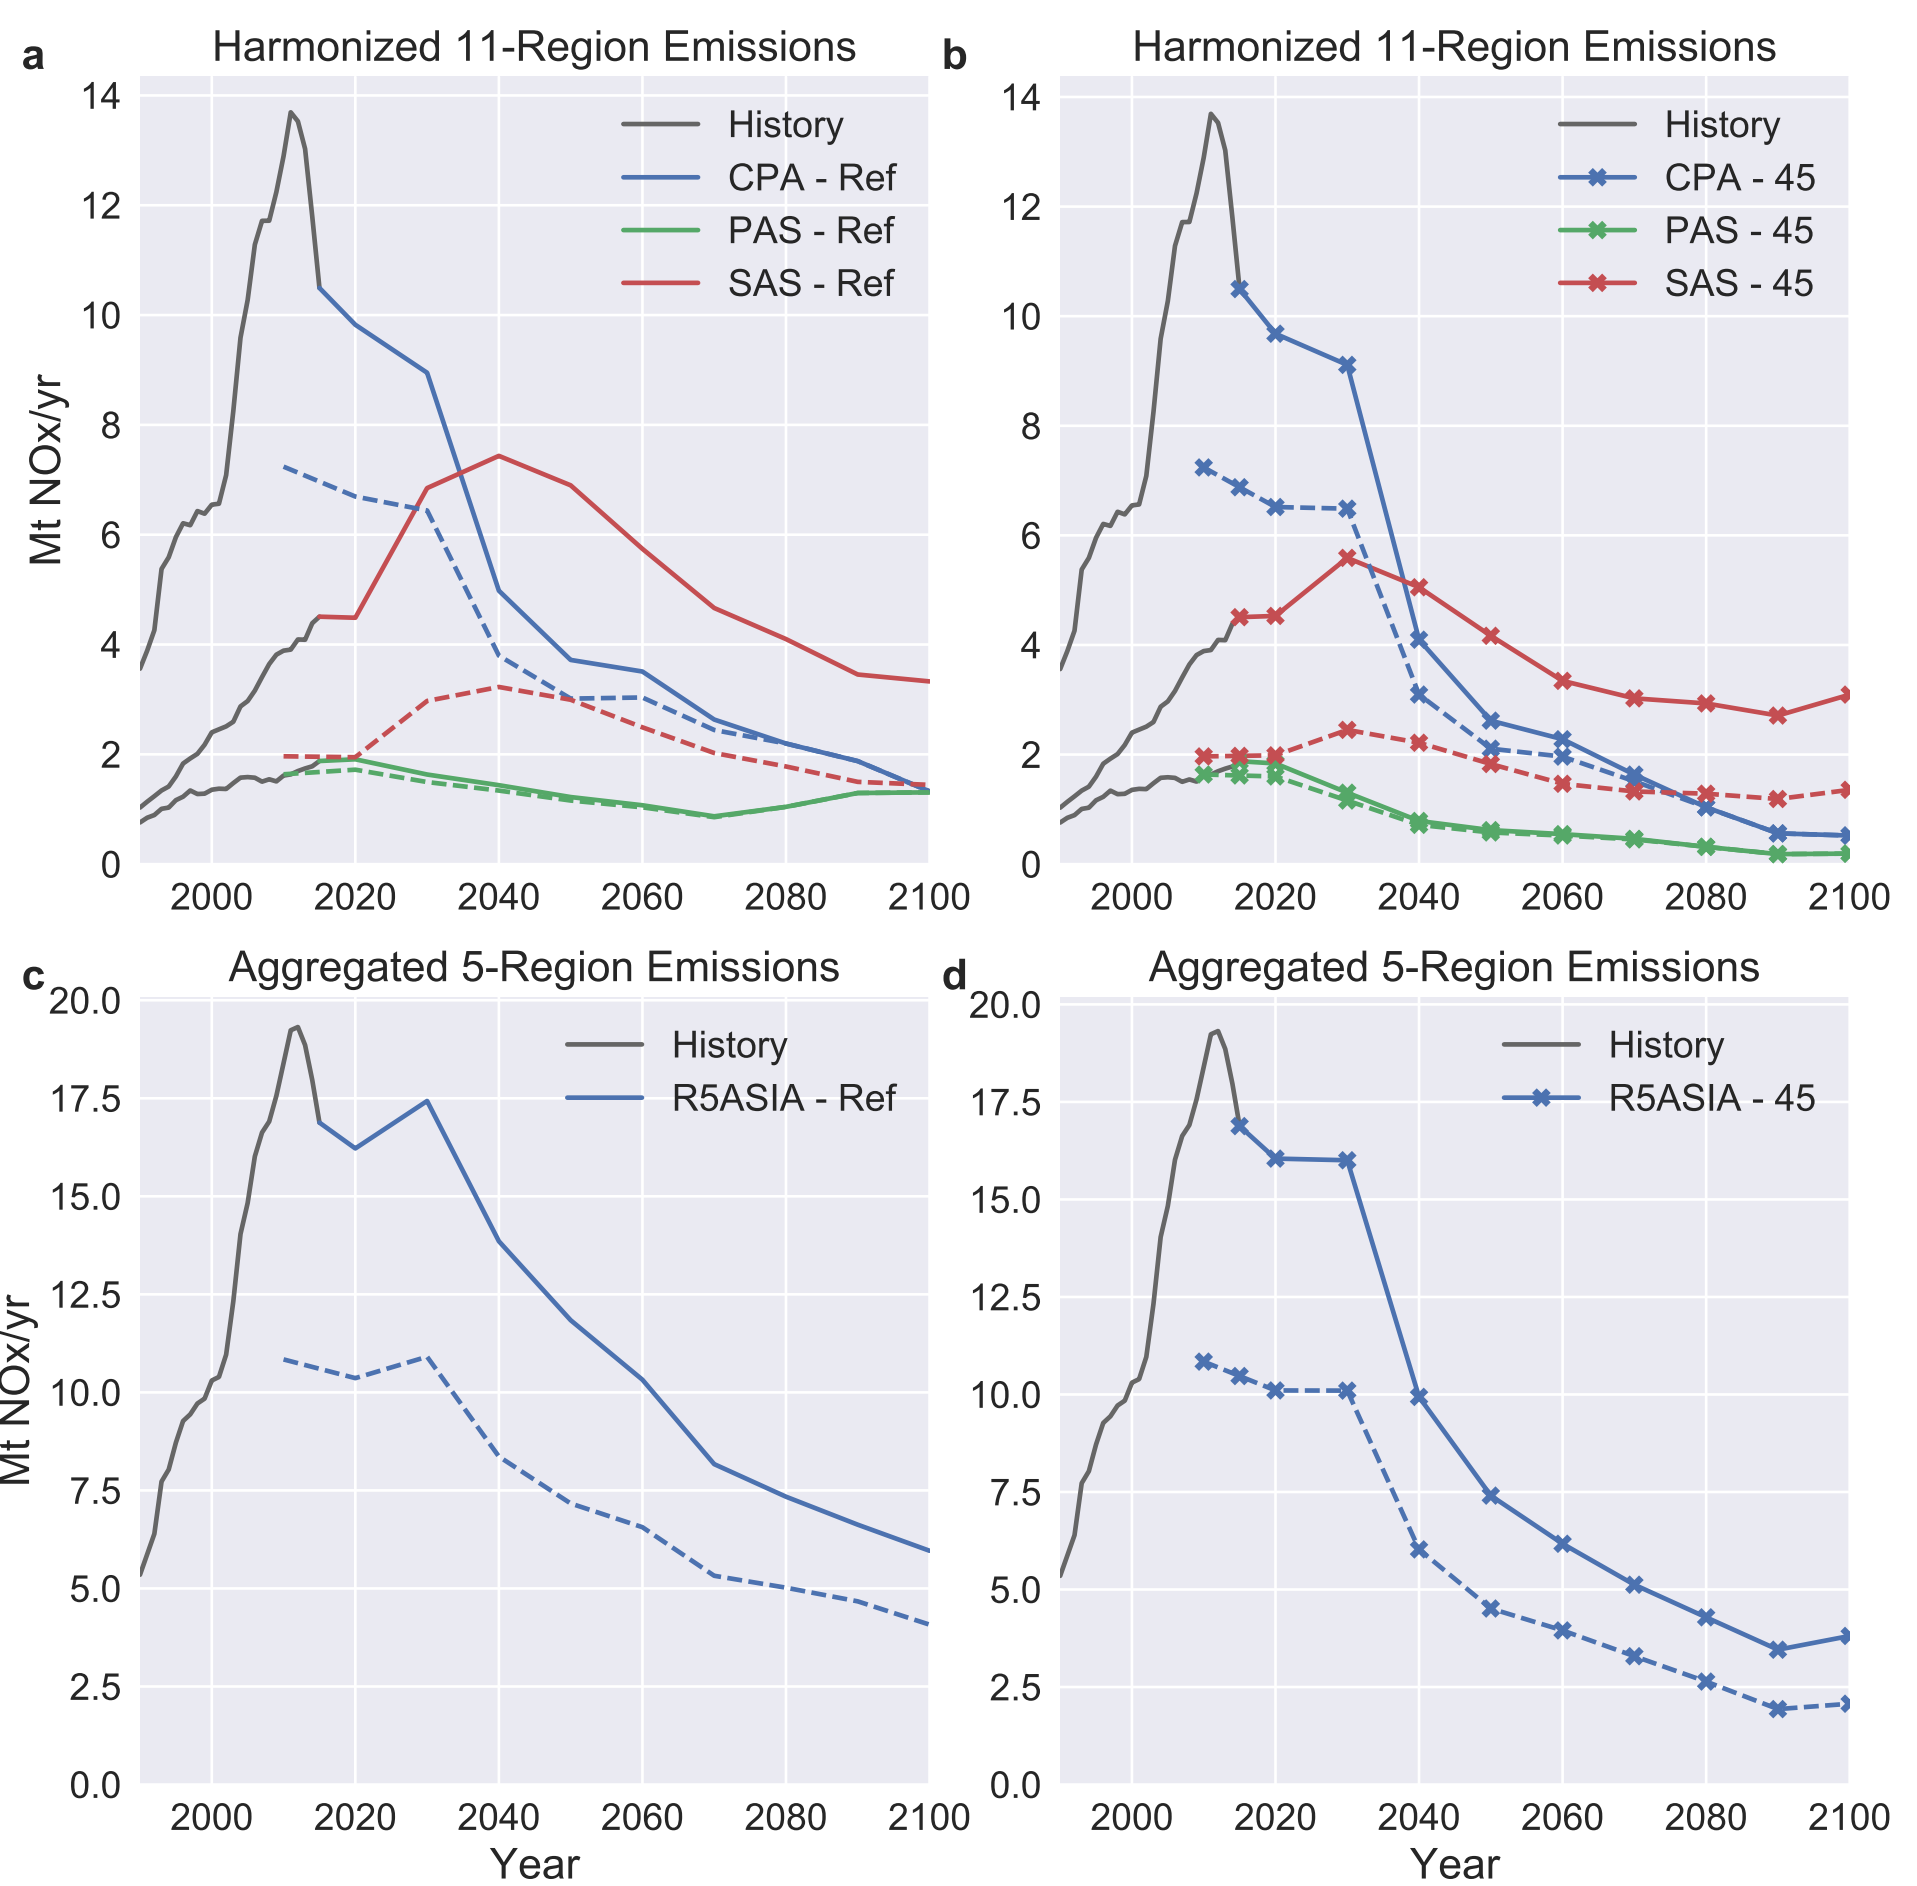 a
Harmonized 11-Region Emissions
14
12
10
8
6
4
2
0
Mt NOx/yr
History
CPA - Ref
PAS - Ref
SAS - Ref
2000 2020 2040 2060 2080 2100
b
Harmonized 11-Region Emissions
14
12
10
8
6
4
2
0
History
CPA - 45
PAS - 45
SAS - 45
2000 2020 2040 2060 2080 2100
c
Aggregated 5-Region Emissions
20.0
17.5
15.0
12.5
10.0
7.5
5.0
2.5
0.0
Mt NOx/yr
History
R5ASIA - Ref
2000 2020 2040 2060 2080 2100
Year
d
Aggregated 5-Region Emissions
20.0
17.5
15.0
12.5
10.0
7.5
5.0
2.5
0.0
History
R5ASIA - 45
2000 2020 2040 2060 2080 2100
Year